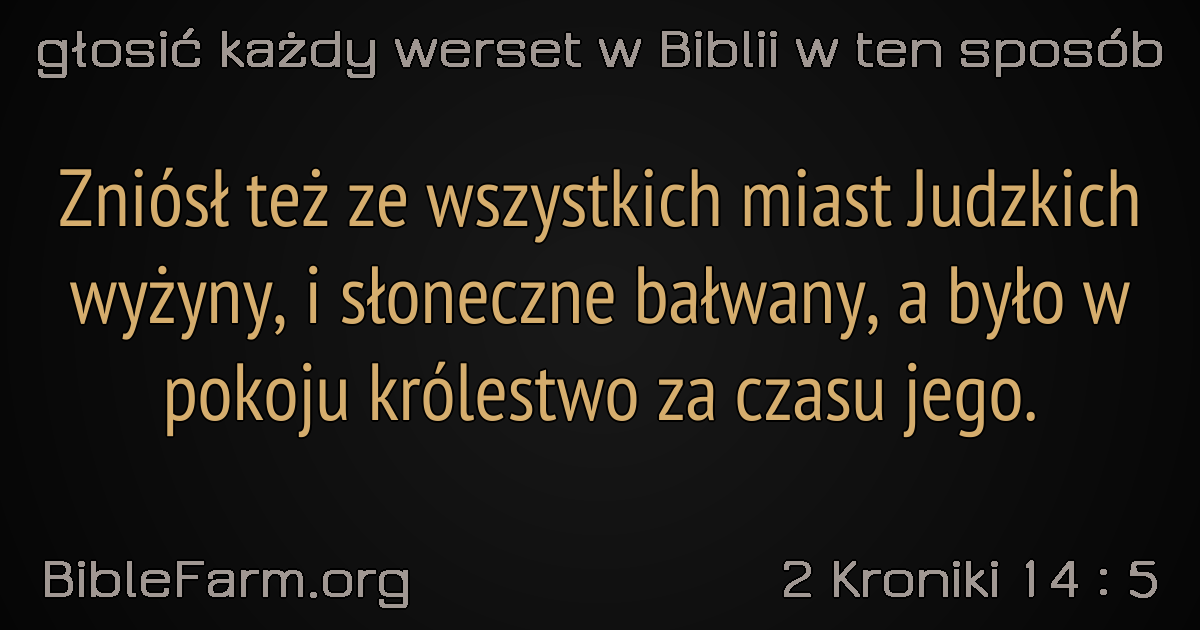 głosić każdy werset w Biblii w ten sposób
Zniósł też ze wszystkich miast Judzkich
wyżyny, i słoneczne bałwany, a było w
pokoju królestwo za czasu jego.
BibleFarm.org
2 Kroniki 14 : 5